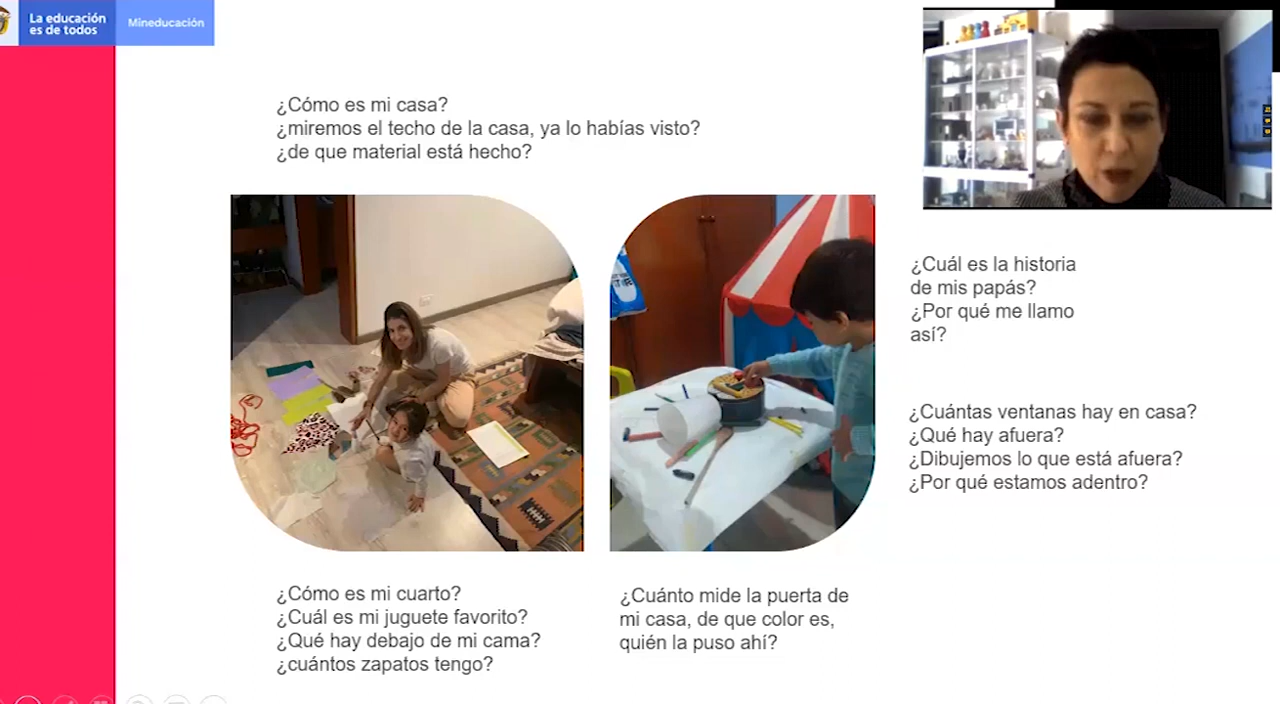 La educación
es de todos
Mineducación
¿Cómo es mi casa?
¿miremos el techo de la casa, ya lo habías visto?
¿de que material está hecho?
¿Cuál es la historia
de mis papás?
¿Por qué me llamo
así?
¿Cuántas ventanas hay en casa?
¿Qué hay afuera?
¿Dibujemos lo que está afuera?
¿Por qué estamos adentro?
¿Cómo es mi cuarto?
¿Cuál es mi juguete favorito?
¿Qué hay debajo de mi cama?
¿cuántos zapatos tengo?
¿Cuánto mide la puerta de
mi casa, de que color es,
quién la puso ahí?